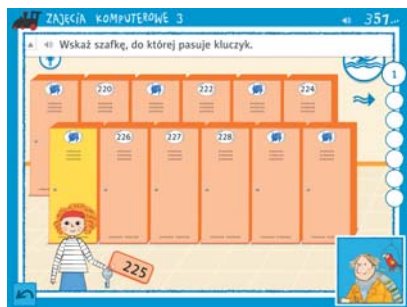 ZAJĘCIA KOMPUTEROWE 3
357...
Wskaż szafkę, do której pasuje kluczyk.
1
220 222 224
226 227 228
225